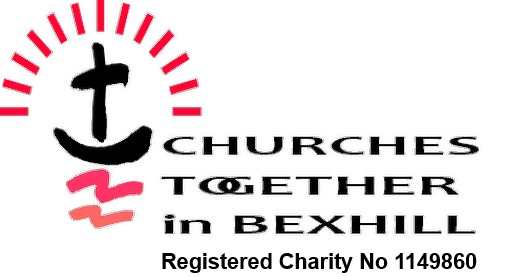 CHURCHES
TOGETHER
in BEXHILL
Registered Charity No 1149860